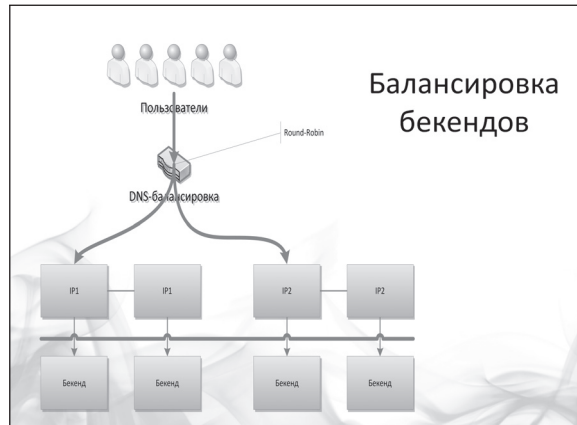 Балансировка
бекендов
Пользователи
Round-Robin
DNS-балансировка
IP1
IP1
IP2
IP2
Бекенд
Бекенд
Бекенд
Бекенд